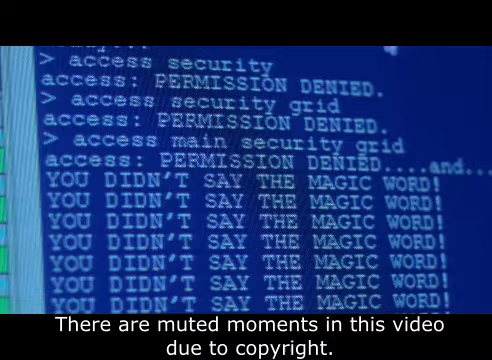 > access security
access: PERMISSION DENIED.
> access security grid
access: PERMISSION DENIED.
> access main security grid
access: PERMISSION DENIED....and...
YOU DIDN'T SAY THE MAGIC WORD!
YOU DIDN'T SAY THE MAGIC WORD!
YOU DIDN'T SAY THE MAGIC WORD!
YOU DIDN'T SAY THE MAGIC WORD!
YOU DIDN'T SAY THE MAGIC WORD!
YOU DIDN'T SAY THE MAGIC WORD!
YOU DIDN'T SAY THE MAGIC WORD!
There are muted moments in this video
due to copyright.